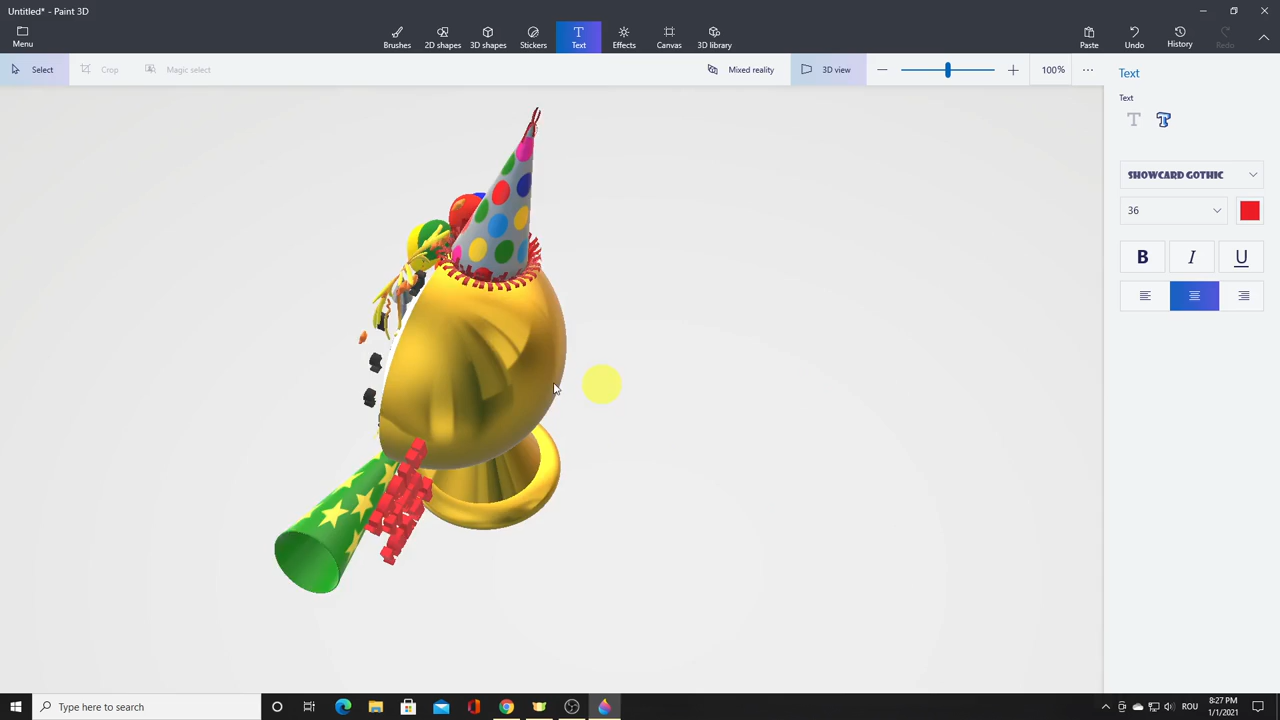 Untitled* - Paint 3D
Menu
Brushes 2D shapes 3D shapes Stickers Text Effects Canvas 3D library
Paste Undo History Redo
Select Crop Magic select
Mixed reality 3D view 100%
Text
Text
T T
SHOWCARD GOTHIC
36
B I U
Type here to search
ROU
8:27 PM
1/1/2021